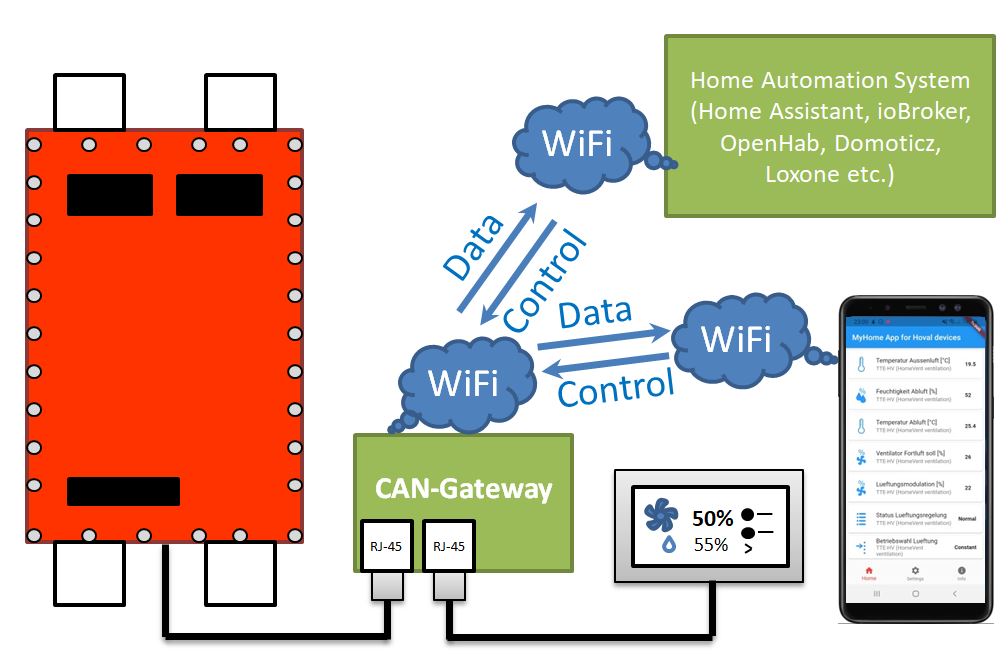 Home Automation System
(Home Assistant, ioBroker,
OpenHab, Domoticz,
Loxone etc.)
WiFi
Data
Control
Data
Control
WiFi
WiFi
CAN-Gateway
RJ-45
RJ-45
50%
55%
>
23:09
MyHome App for Hoval devices
Temperatur Aussenluft [°C]
TTE-HV (HomeVent ventilation)
19.5
Feuchtigkeit Abluft [%]
TTE-HV (HomeVent ventilation)
52
Temperatur Abluft [°C]
TTE-HV (HomeVent ventilation)
25.4
Ventilator Fortluft soll [%]
TTE-HV (HomeVent ventilation)
26
Lueftungsmodulation [%]
TTE-HV (HomeVent ventilation)
22
Status Lueftungsregelung
TTE-HV (HomeVent ventilation)
Normal
Betriebswahl Lueftung
TTE-HV (HomeVent
ventilation)
Constant
Home
Settings
Info